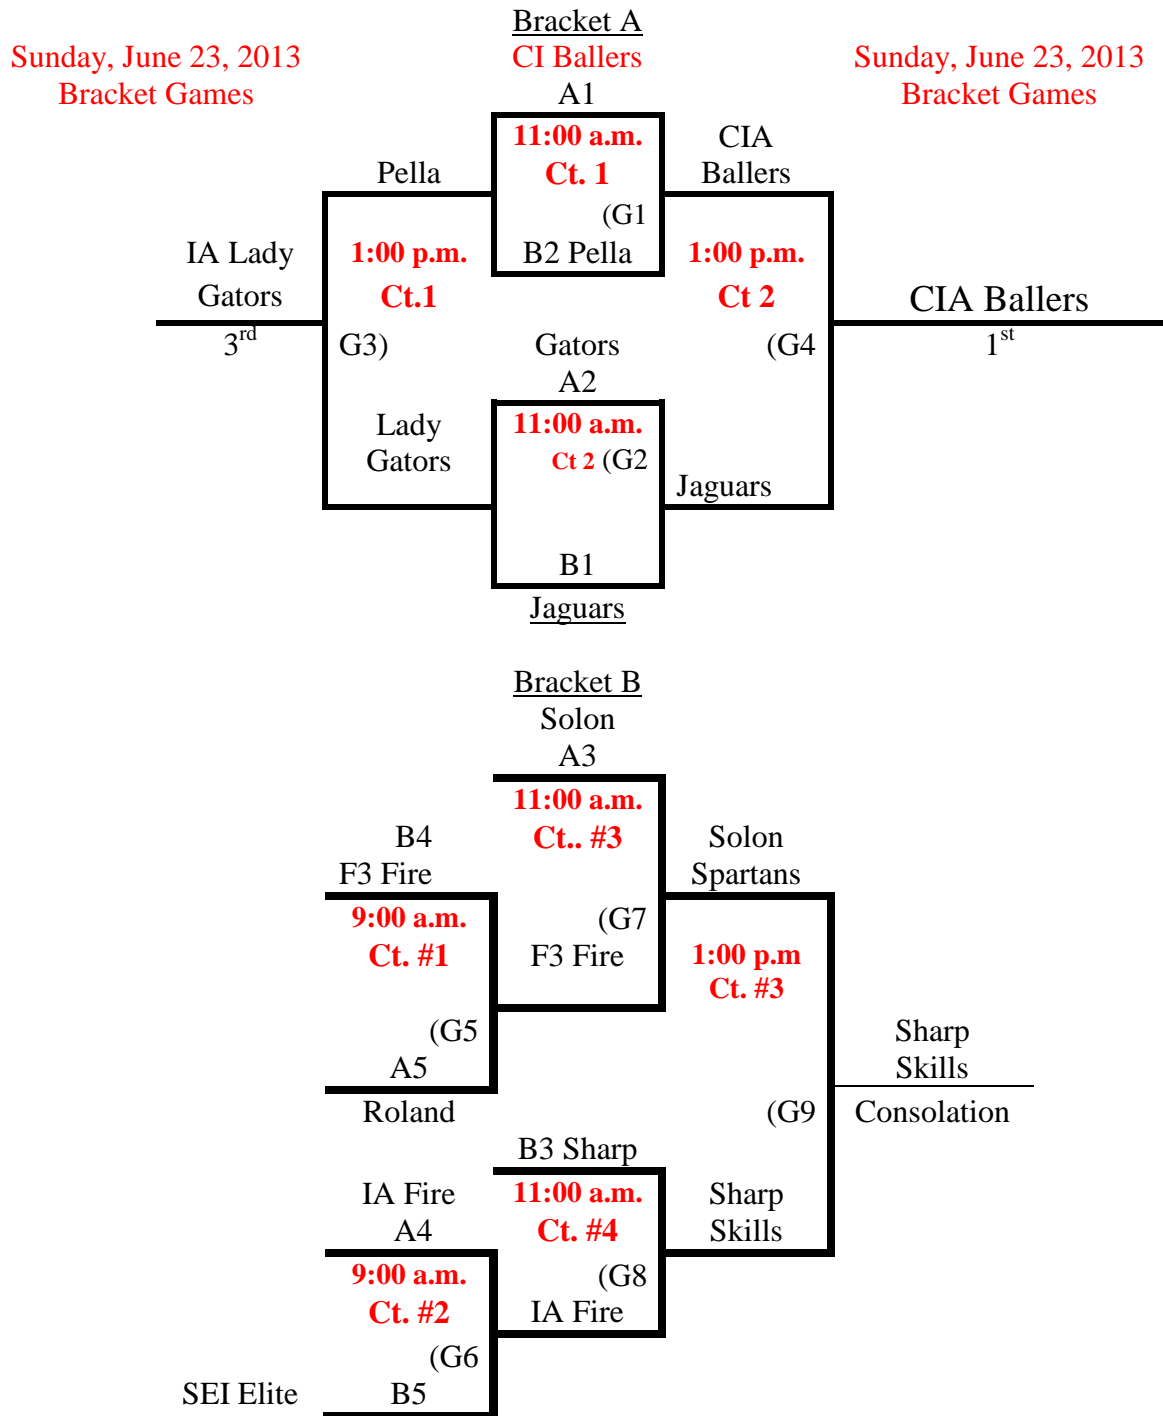 Bracket A
Sunday, June 23, 2013 CI Ballers Sunday, June 23, 2013
Bracket Games A1 Bracket Games
11:00 a.m. CIA
Pella Ct. 1 Ballers
(G1
IA Lady 1:00 p.m. B2 Pella 1:00 p.m.
Gators Ct.1 Ct 2 CIA Ballers
3rd G3) Gators (G4 1st
A2
Lady 11:00 a.m.
Gators Ct 2 (G2
Jaguars
B1
Jaguars
Bracket B
Solon
A3
11:00 a.m.
B4 Ct.. #3 Solon
F3 Fire Spartans
9:00 a.m. (G7
Ct. #1 F3 Fire 1:00 p.m
Ct. #3
(G5 Sharp
A5 Skills
Roland (G9 Consolation
B3 Sharp
IA Fire 11:00 a.m. Sharp
A4 Ct. #4 Skills
9:00 a.m. (G8
Ct. #2 IA Fire
(G6
SEI Elite B5